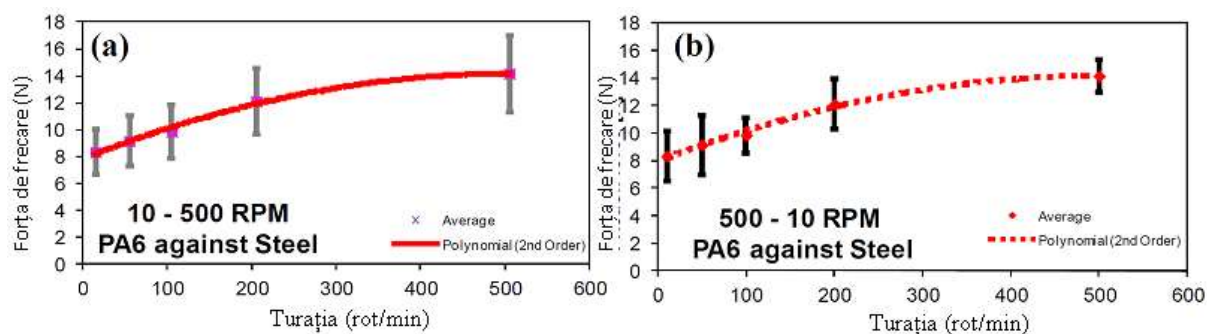 (a)
Forța de frecare (N)
18
16
14
12
10
8
6
4
2
0
10 - 500 RPM
PA6 against Steel
Average
Polynomial (2nd Order)
0 100 200 300 400 500 600
Turația (rot/min)
(b)
Forța de frecare (N)
18
16
14
12
10
8
6
4
2
0
500 - 10 RPM
PA6 against Steel
Average
Polynomial (2nd Order)
0 100 200 300 400 500 600
Turația (rot/min)